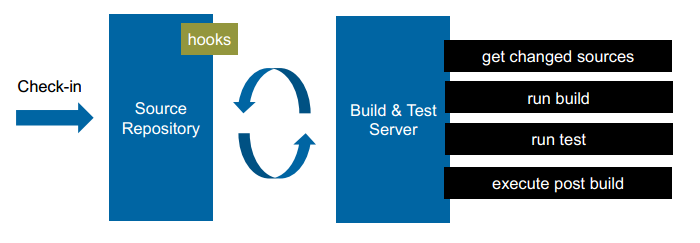 hooks
Check-in
Source
Repository
Build & Test
Server
get changed sources
run build
run test
execute post build